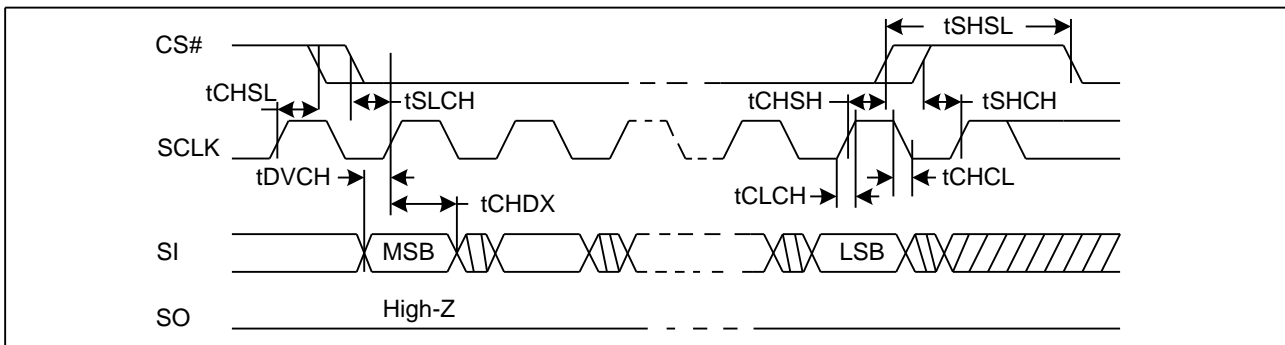 tSHSL
CS#
tCHSL
tSLCH
tCHSH
tSHCH
SCLK
tDVCH
tCHDX
tCLCH
tCHCL
SI
MSB
LSB
High-Z
SO